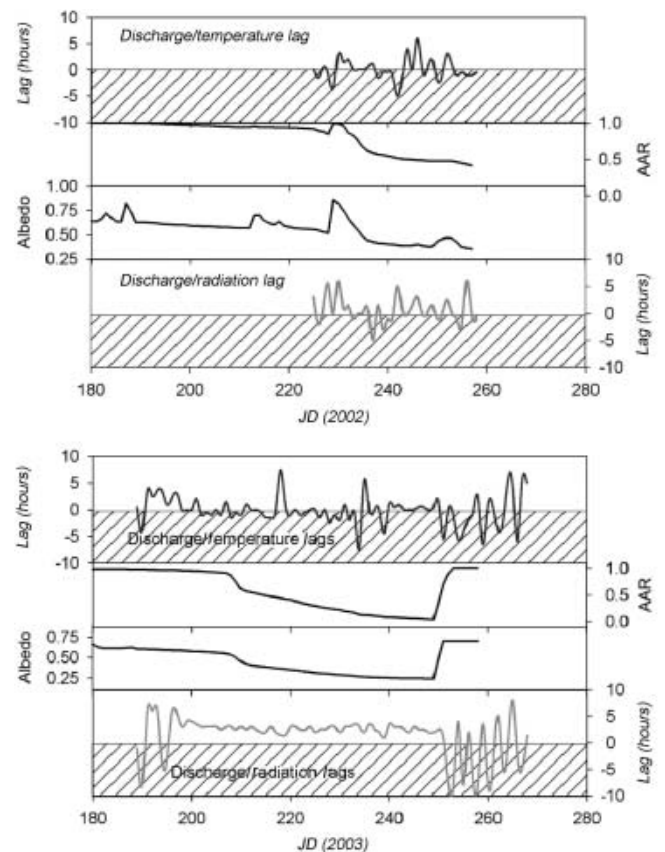 10
Discharge/temperature lag
5
0
-5
-10
Lag (hours)
1.0
0.5
0.0
AAR
1.00
0.75
0.50
0.25
Albedo
10
Discharge/radiation lag
5
0
-5
-10
Lag (hours)
180 200 220 240 260 280
JD (2002)
10
5
0
-5
-10
Lag (hours)
Discharge/temperature lags
1.0
0.5
0.0
AAR
0.75
0.50
0.25
Albedo
10
5
0
-5
-10
Lag (hours)
Discharge/radiation lags
180 200 220 240 260 280
JD (2003)